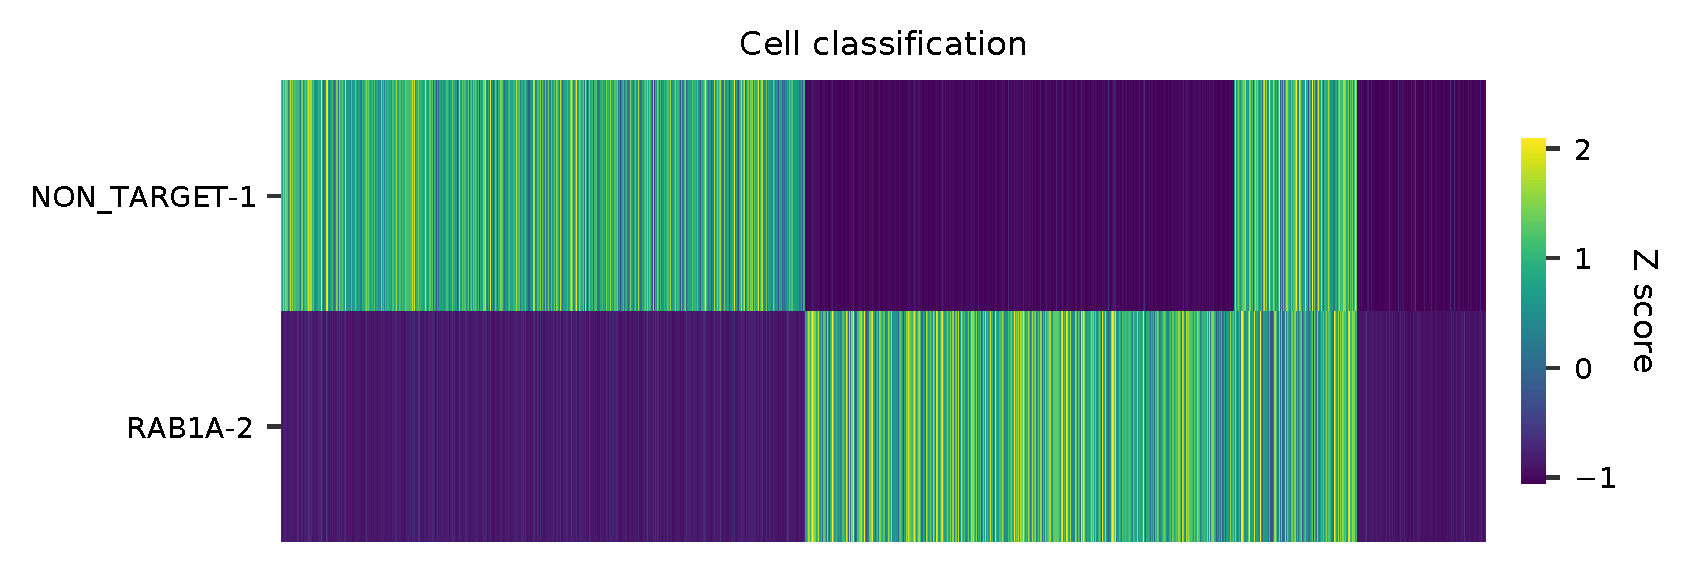 Cell classification
NON_TARGET-1
RAB1A-2
2
1
0
−1
Z score